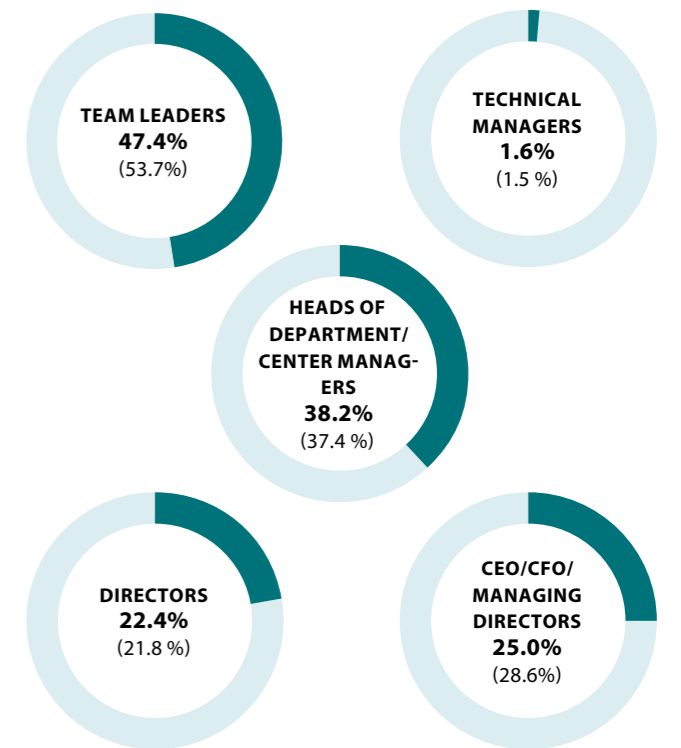 TEAM LEADERS
47.4%
(53.7%)
TECHNICAL
MANAGERS
1.6%
(1.5 %)
HEADS OF
DEPARTMENT/
CENTER MANAG-
ERS
38.2%
(37.4 %)
DIRECTORS
22.4%
(21.8 %)
CEO/CFO/
MANAGING
DIRECTORS
25.0%
(28.6%)